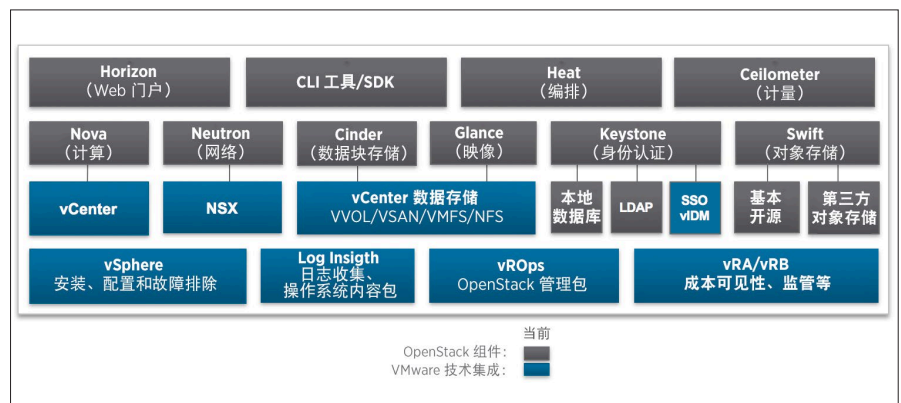 Horizon
（Web 门户）
CLI 工具/SDK
Heat
（编排）
Ceilometer
（计量）
Nova
（计算）
Neutron
（网络）
Cinder
（数据块存储）
Glance
（映像）
Keystone
（身份认证）
Swift
（对象存储）
vCenter
NSX
vCenter 数据存储
VVOL/VSAN/VMFS/NFS
本地
数据库
LDAP
SSO
vIDM
基本
开源
第三方
对象存储
vSphere
安装、配置和故障排除
Log Insigth
日志收集、
操作系统内容包
vROps
OpenStack 管理包
vRA/vRB
成本可见性、监管等
当前
OpenStack 组件：
VMware 技术集成：